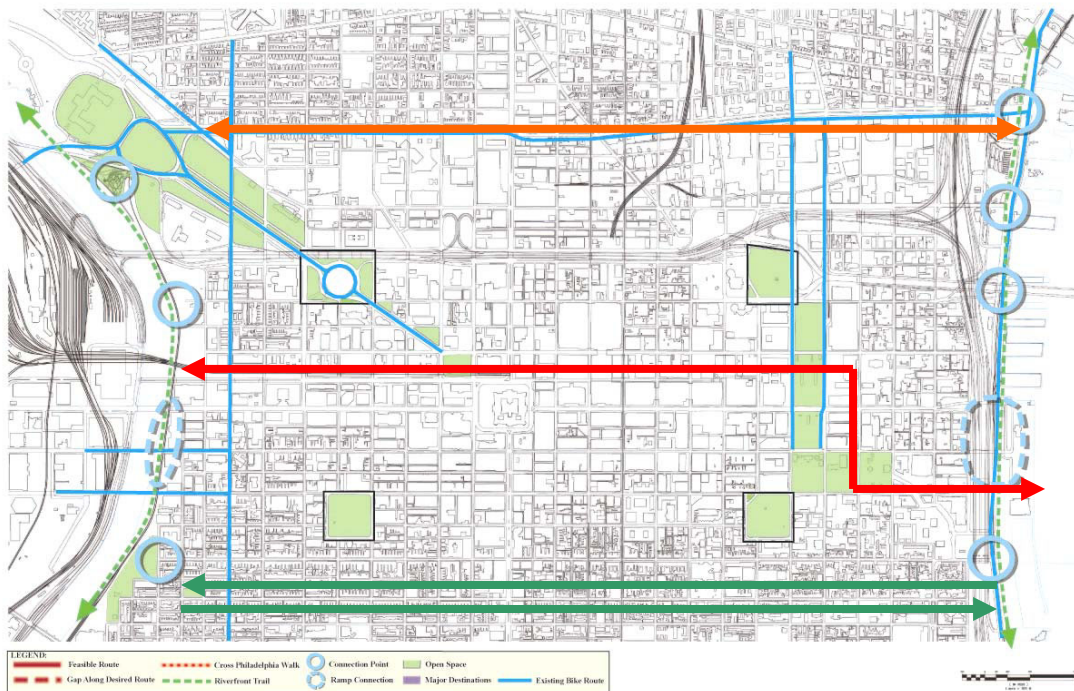 LEGEND:
Feasible Route Cross Philadelphia Walk Connection Point Open Space
Gap Along Desired Route Riverfront Trail Ramp Connection Major Destinations Existing Bike Route